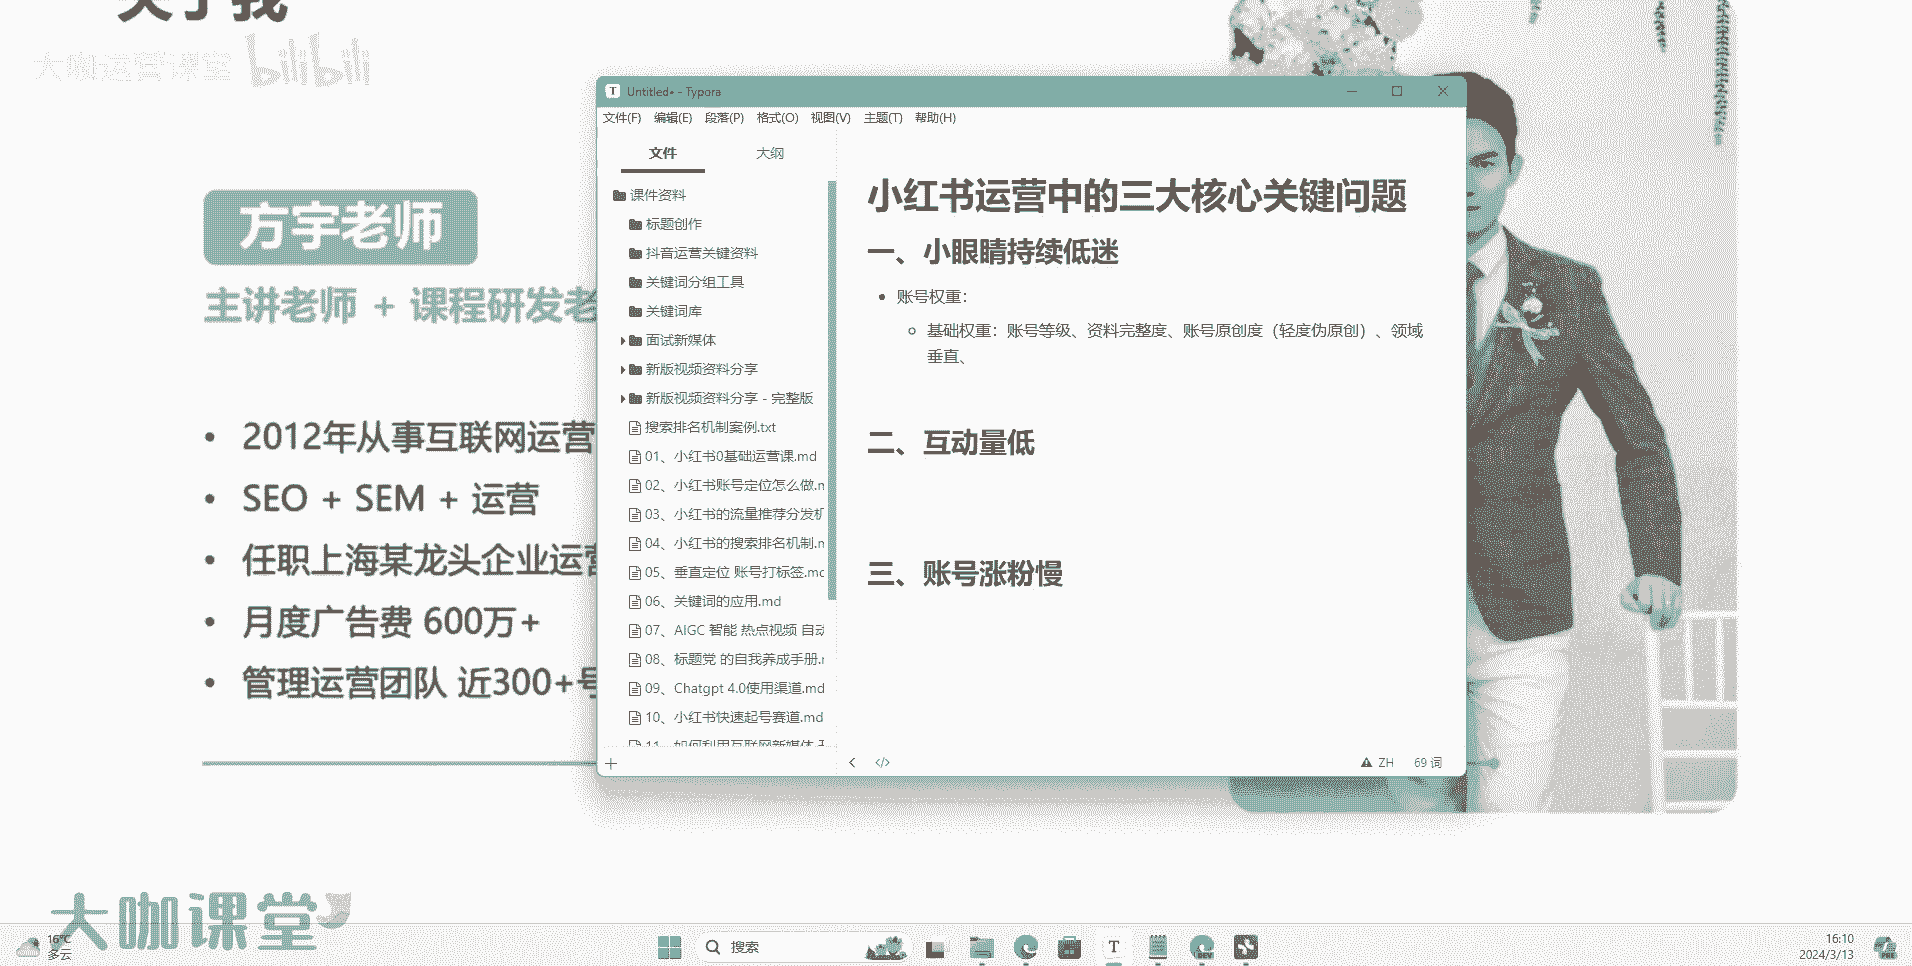 关于我
大咖运营课堂 bilibili
方宇老师
主讲老师 + 课程研发老
2012年从事互联网运营
SEO + SEM + 运营
任职上海某龙头企业运营
月度广告费 600万+
管理运营团队 近300+号
Untitled• - Typora
文件(F) 编辑(E) 段落(P) 格式(O) 视图(V) 主题(T) 帮助(H)
文件 大纲
课件资料
标题创作
抖音运营关键资料
关键词分组工具
关键词库
面试新媒体
新版视频资料分享
新版视频资料分享 - 完整版
搜索排名机制案例.txt
01、小红书0基础运营课.md
02、小红书账号定位怎么做.m
03、小红书的流量推荐分发机
04、小红书的搜索排名机制.m
05、垂直定位 账号打标签.mc
06、关键词的应用.md
07、AIGC 智能 热点视频 自动
08、标题党 的自我养成手册.
09、Chatgpt 4.0使用渠道.md
10、小红书快速起号赛道.md
11、如何利用互联网新媒体
小红书运营中的三大核心关键问题
一、小眼睛持续低迷
账号权重：
基础权重：账号等级、资料完整度、账号原创度（轻度伪原创）、领域
垂直、
二、互动量低
三、账号涨粉慢
ZH 69 词
大咖课堂
16°C
多云
搜索
16:10
2024/3/13